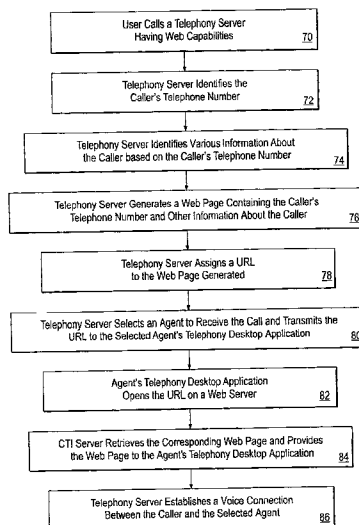 User Calls a Telephony Server
Having Web Capabilities
70
Telephony Server Identifies the
Caller's Telephone Number
72
Telephony Server Identifies Various Information About
the Caller based on the Caller's Telephone Number
74
Telephony Server Generates a Web Page Containing the Caller's
Telephone Number and Other Information About the Caller
76
Telephony Server Assigns a URL
to the Web Page Generated
78
Telephony Server Selects an Agent to Receive the Call and Transmits the
URL to the Selected Agent's Telephony Desktop Application
80
Agent's Telephony Desktop Application
Opens the URL on a Web Server
82
CTI Server Retrieves the Corresponding Web Page and Provides
the Web Page to the Agent's Telephony Desktop Application
84
Telephony Server Establishes a Voice Connection
Between the Caller and the Selected Agent
86